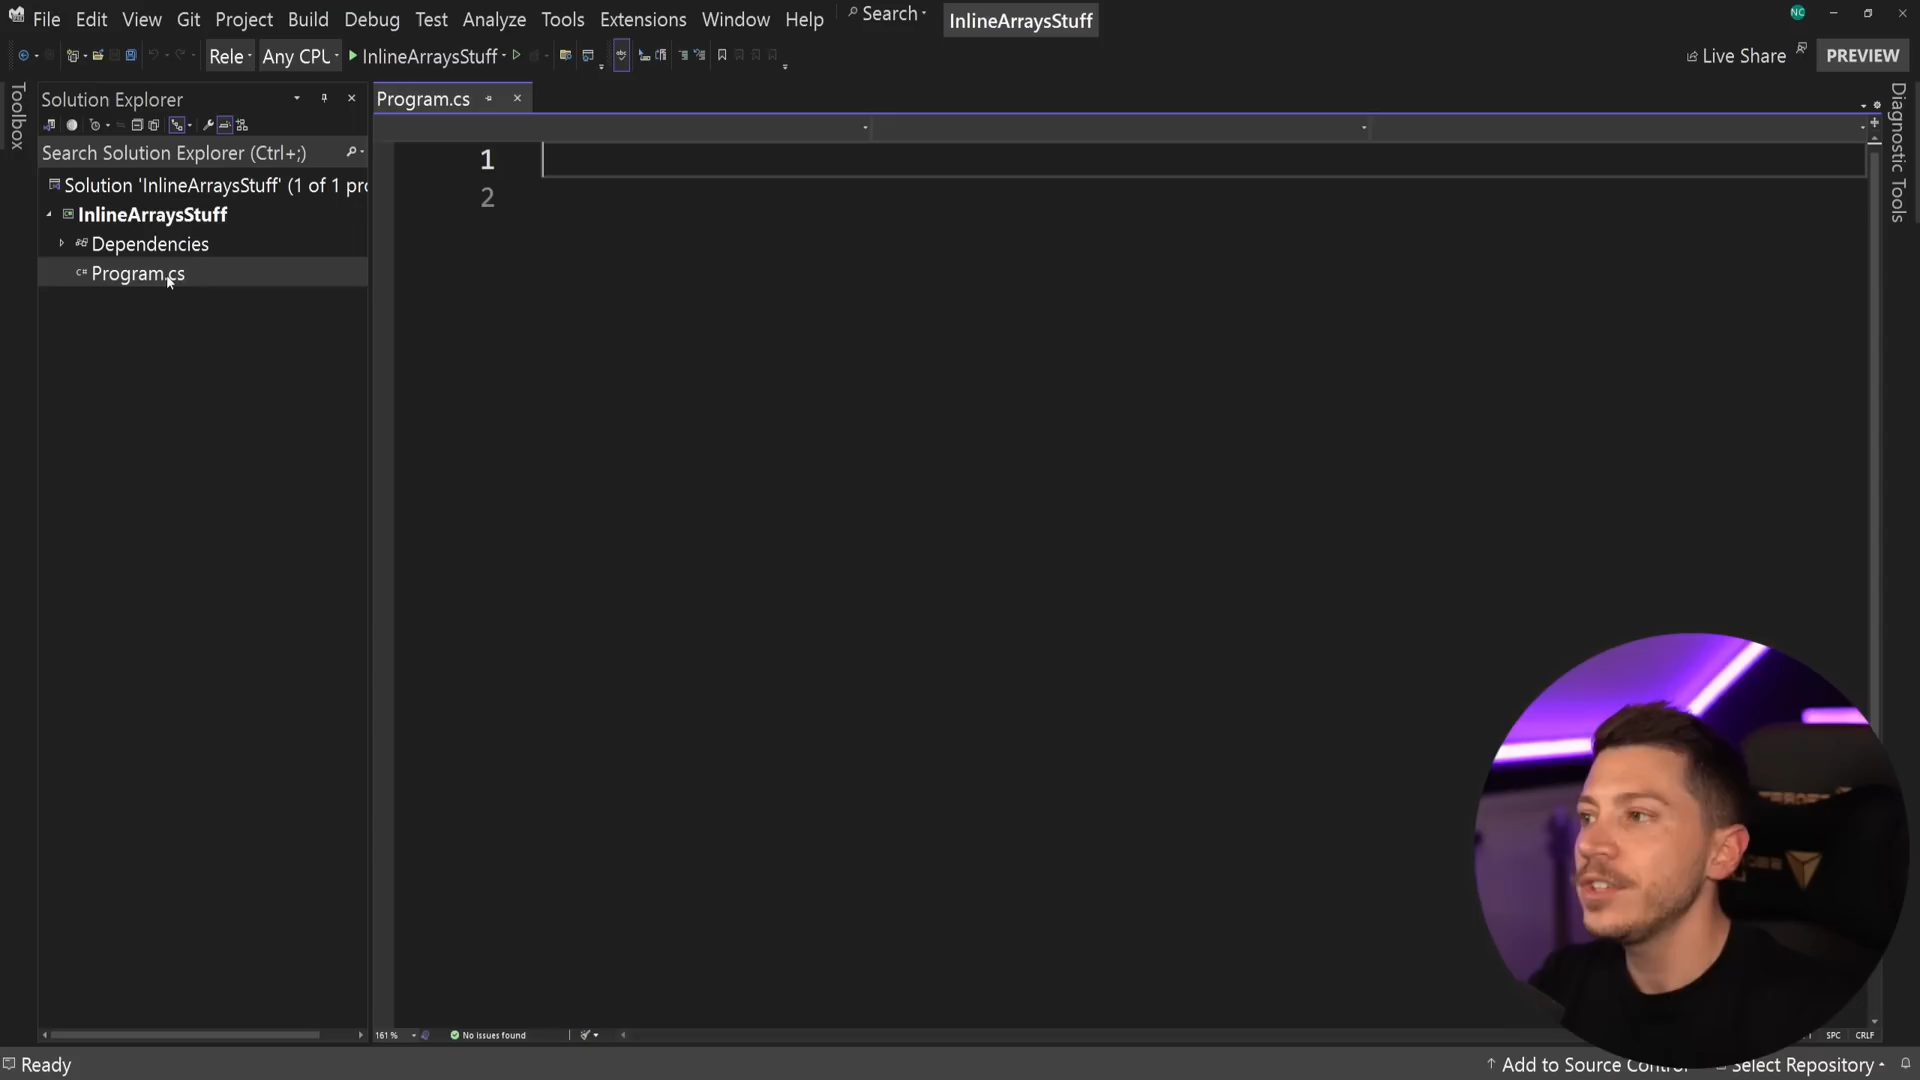 File Edit View Git Project Build Debug Test Analyze Tools Extensions Window Help Search InlineArraysStuff NC
Rele Any CPU InlineArraysStuff Live Share PREVIEW
Toolbox
Solution Explorer
Search Solution Explorer (Ctrl+;)
Solution 'InlineArraysStuff' (1 of 1 pro
InlineArraysStuff
Dependencies
Program.cs
Program.cs
1
2
Diagnostic Tools
161 % No issues found SPC CRLF
Ready Add to Source Control Select Repository